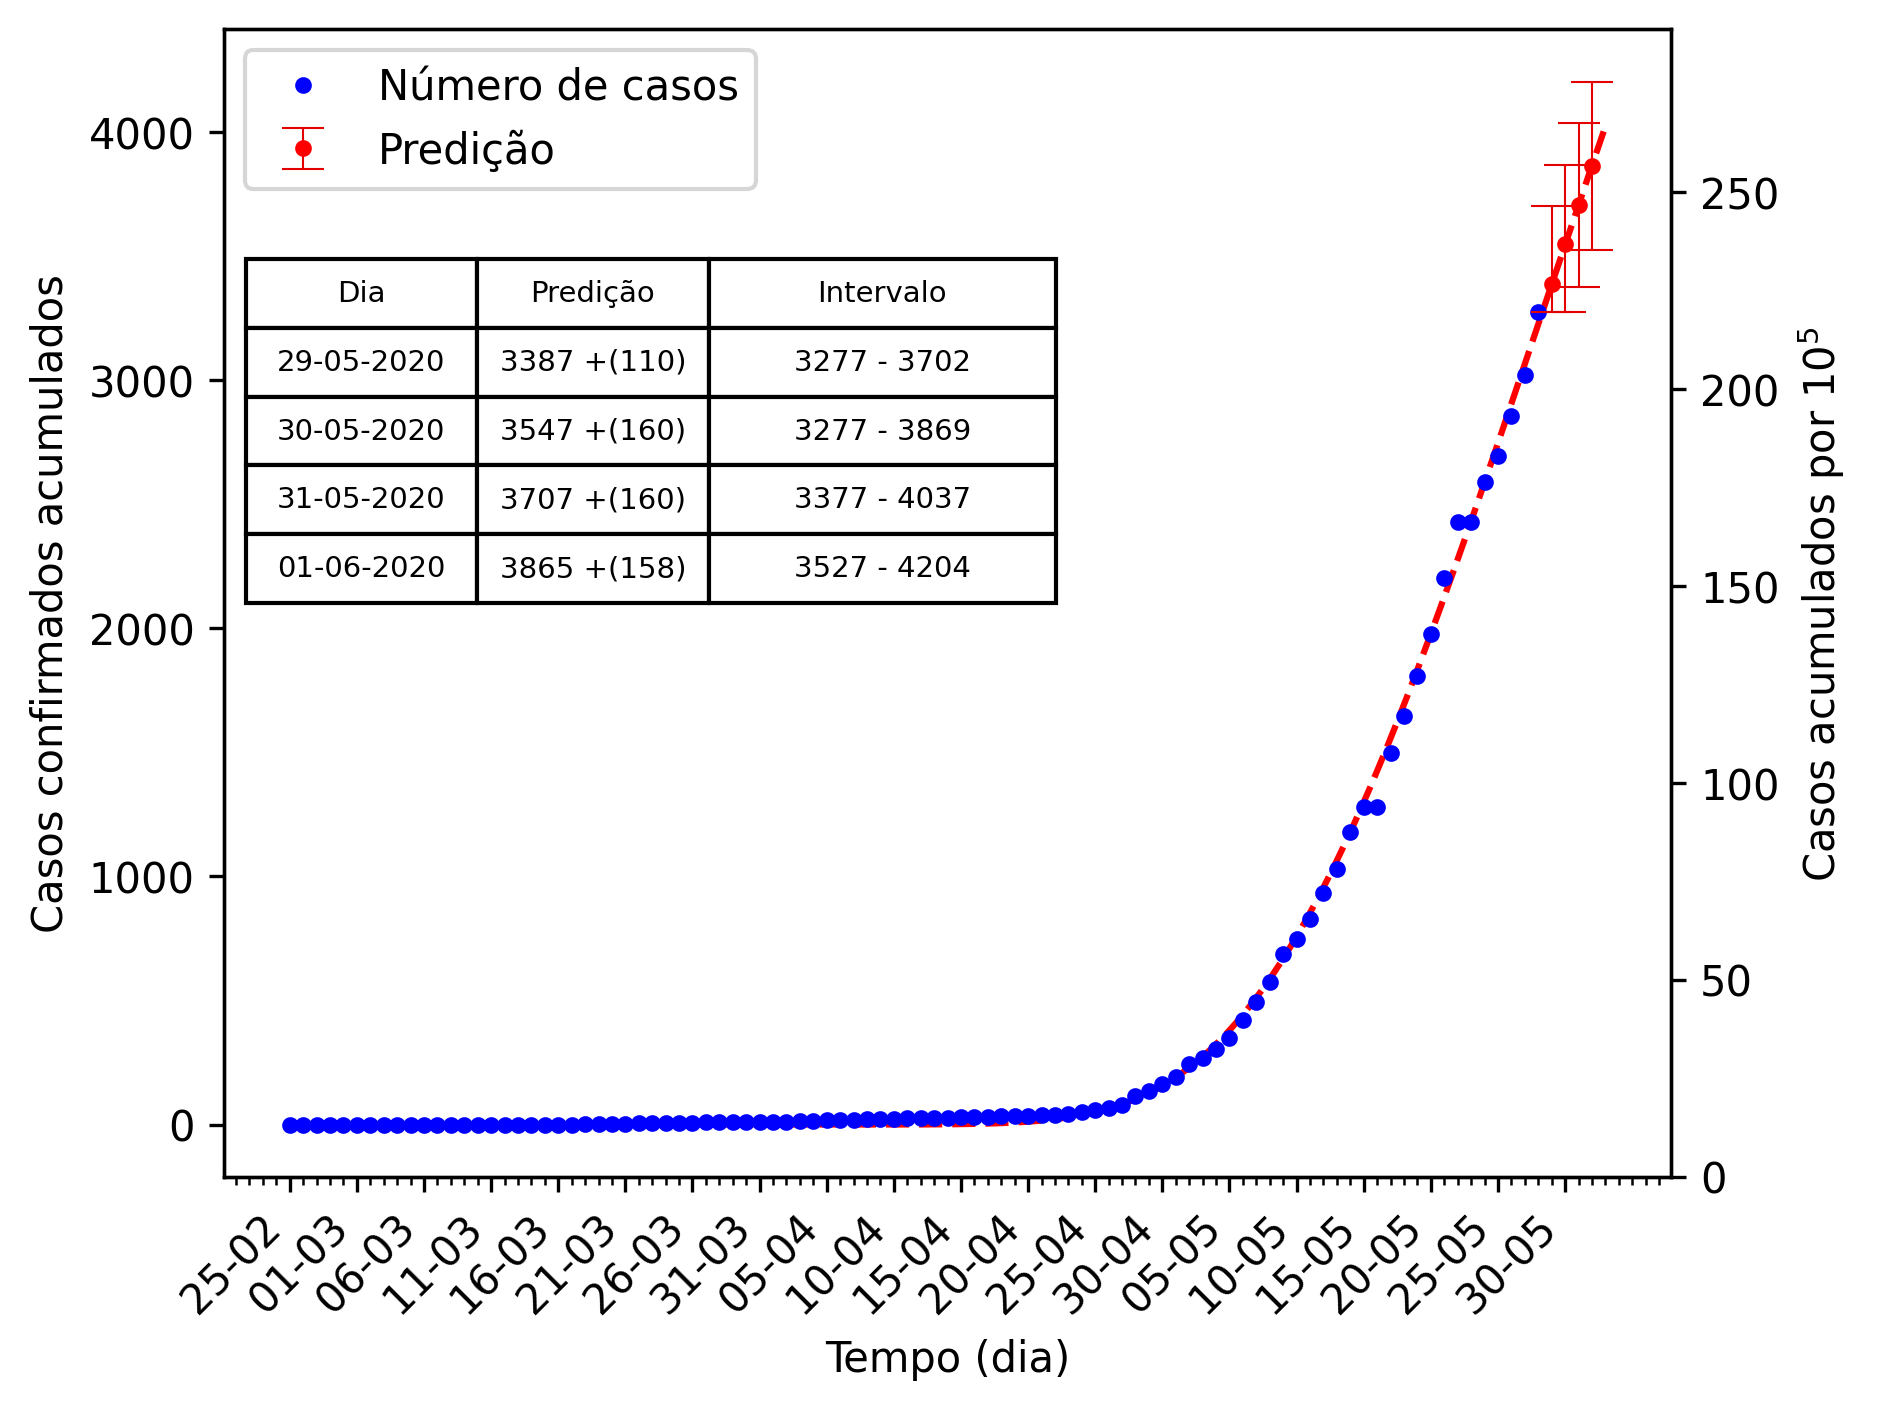 Número de casos
Predição
Dia Predição Intervalo
29-05-2020 3387 +(110) 3277 - 3702
30-05-2020 3547 +(160) 3277 - 3869
31-05-2020 3707 +(160) 3377 - 4037
01-06-2020 3865 +(158) 3527 - 4204
Casos confirmados acumulados
4000
3000
2000
1000
0
250
200
150
100
50
0
Casos acumulados por 10⁵
25-02 01-03 06-03 11-03 16-03 21-03 26-03 31-03 05-04 10-04 15-04 20-04 25-04 30-04 05-05 10-05 15-05 20-05 25-05 30-05
Tempo (dia)